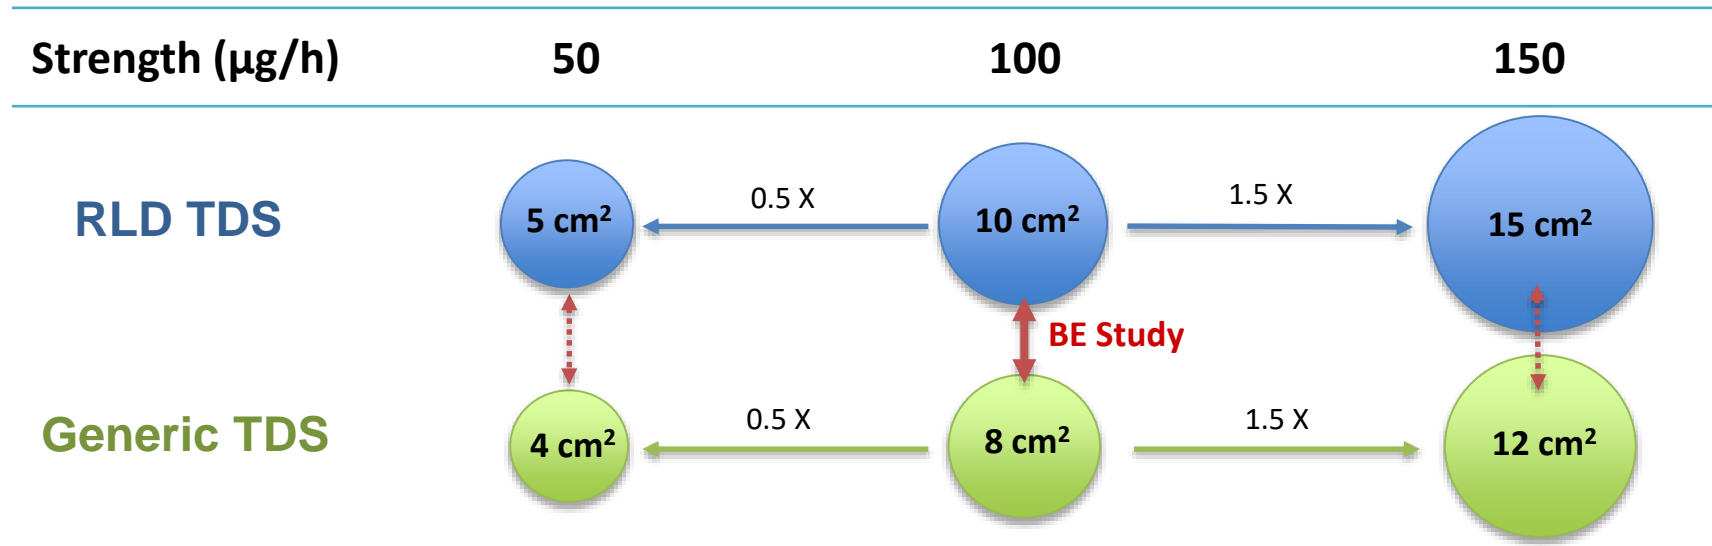 Strength (µg/h) 50 100 150
RLD TDS 5 cm² 0.5 X 10 cm² 1.5 X 15 cm²
BE Study
Generic TDS 4 cm² 0.5 X 8 cm² 1.5 X 12 cm²